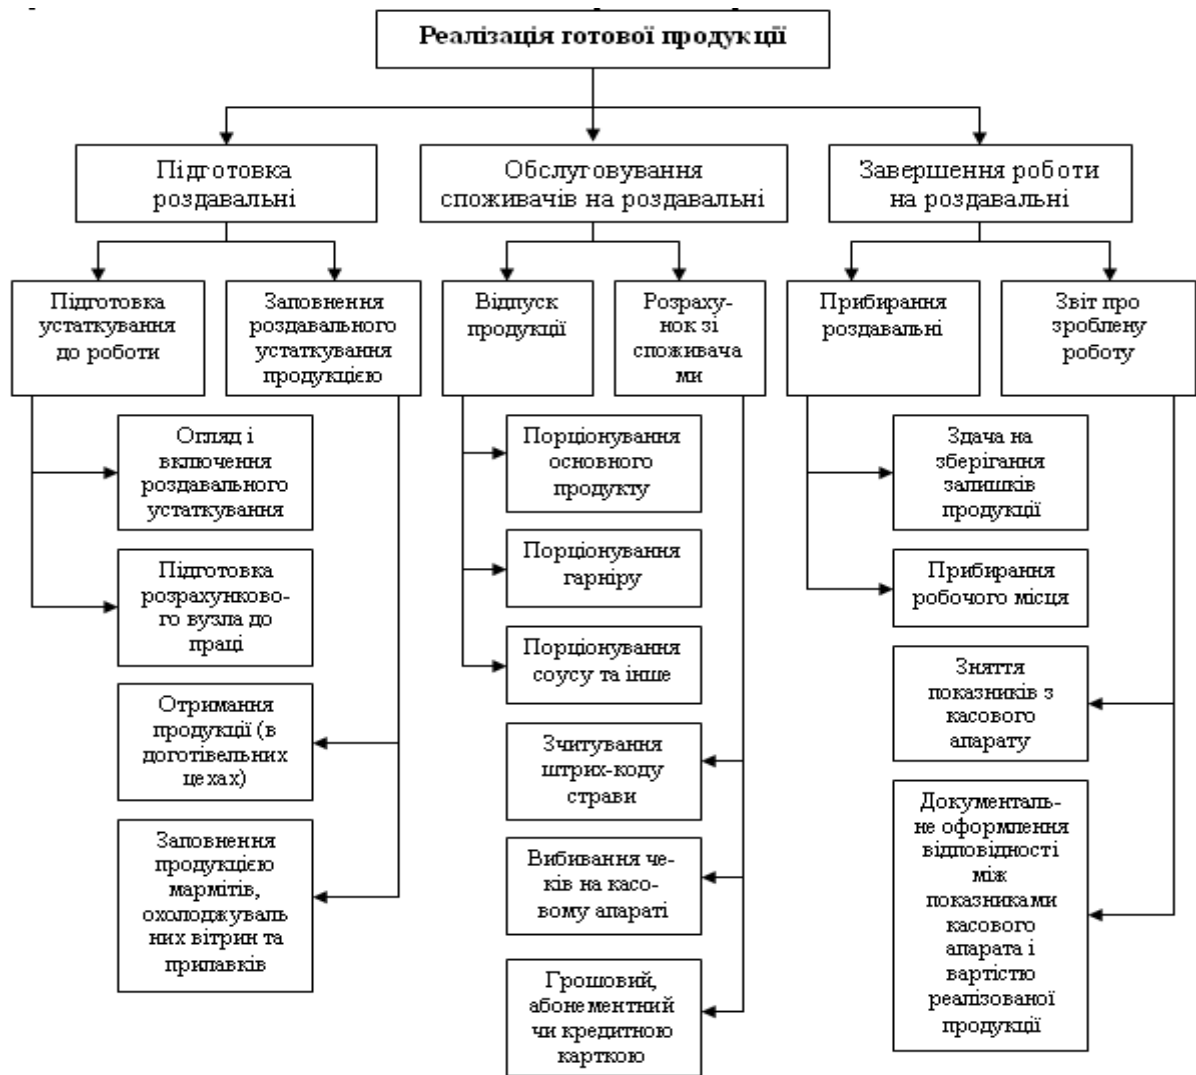 Реалізація готової продукції
Підготовка
роздавальні
Обслуговування
споживачів на роздавальні
Завершення роботи
на роздавальні
Підготовка
устаткування
до роботи
Заповнення
роздавального
устаткування
продукцією
Відпуск
продукції
Розраху-
нок зі
споживача
ми
Прибирання
роздавальні
Звіт про
зроблену
роботу
Огляд і
включення
роздавального
устаткування
Підготовка
розрахунково-
го вузла до
праці
Отримання
продукції (в
доготівельних
цехах)
Заповнення
продукцією
мармітів,
охолоджуваль
них вітрин та
прилавків
Порціонування
основного
продукту
Порціонування
гарніру
Порціонування
соусу та інше
Зчитування
штрих-коду
страви
Вибивання че-
ків на касо-
вому апараті
Грошовий,
абонементний
чи кредитною
карткою
Здача на
зберігання
залишків
продукції
Прибирання
робочого місця
Зняття
показників з
касового
апарату
Документаль-
не оформлення
відповідності
між
показниками
касового
апарата і
вартістю
реалізованої
продукції